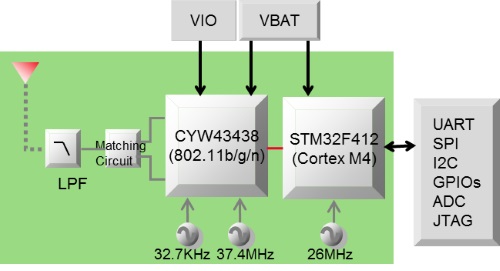 VIO
VBAT
Matching
Circuit
LPF
CYW43438
(802.11b/g/n)
STM32F412
(Cortex M4)
UART
SPI
I2C
GPIOs
ADC
JTAG
32.7KHz
37.4MHz
26MHz